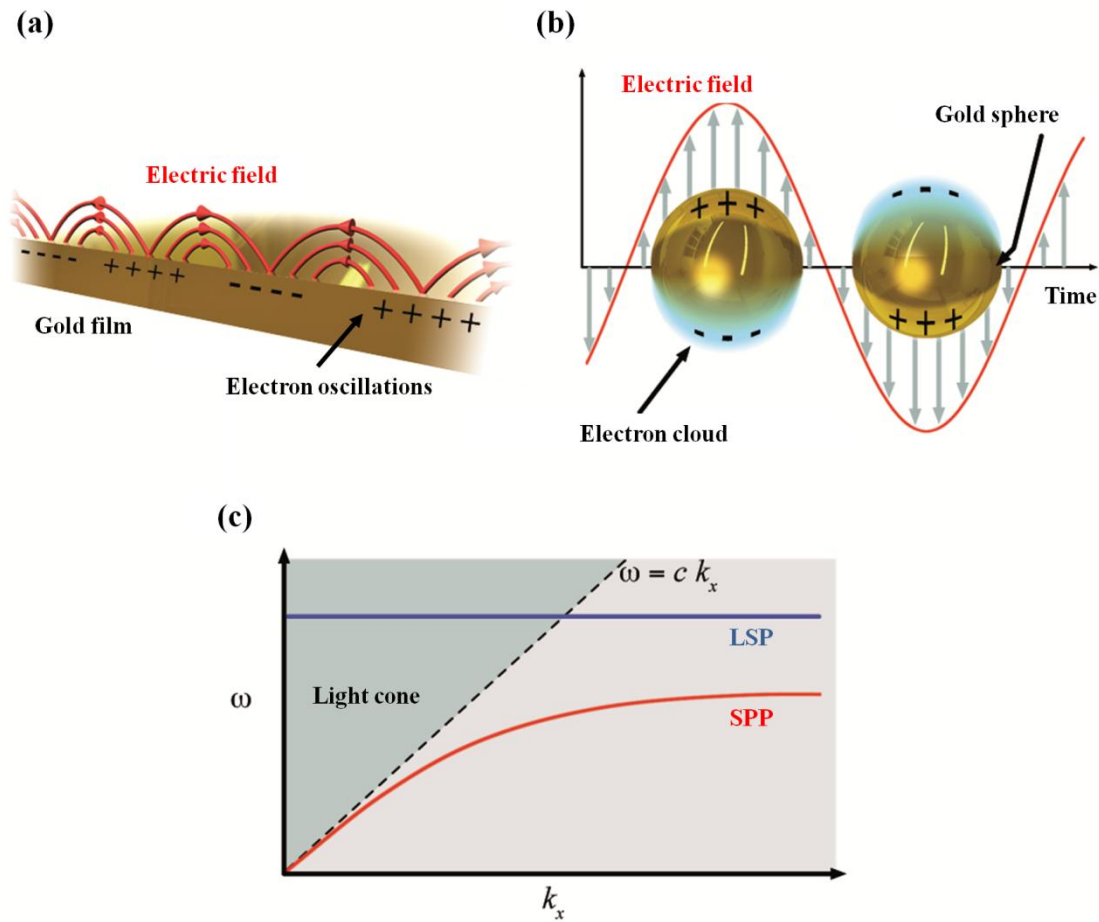 (a)
Electric field
- - - -
+ + + +
- - - -
+ + + +
Gold film
Electron oscillations
(b)
Electric field
Gold sphere
+ + +
- - -
- - -
+ + +
Time
Electron cloud
(c)
ω = c kₓ
LSP
Light cone
ω
SPP
kₓ